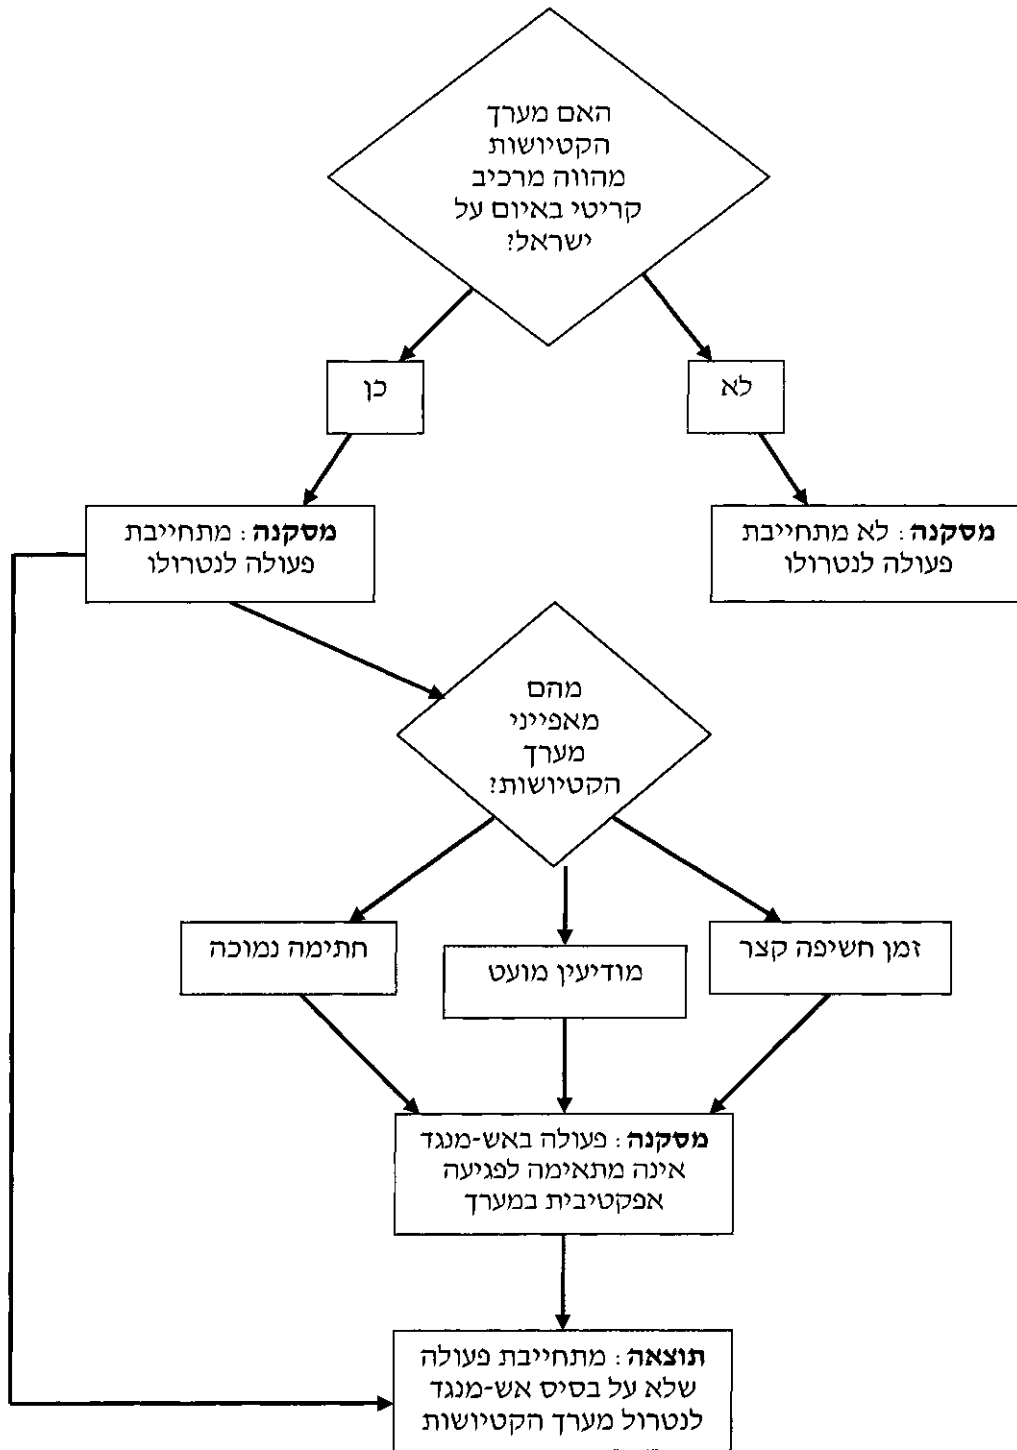 האם מערך
הקטיושות
מהווה מרכיב
קריטי באיום על
ישראל?
לא
כן
מסקנה : לא מתחייבת
פעולה לנטרולו
מסקנה : מתחייבת
פעולה לנטרולו
מהם
מאפייני
מערך
הקטיושות?
זמן חשיפה קצר
מודיעין מועט
חתימה נמוכה
מסקנה : פעולה באש-מנגד
אינה מתאימה לפגיעה
אפקטיבית במערך
תוצאה : מתחייבת פעולה
שלא על בסיס אש-מנגד
לנטרול מערך הקטיושות